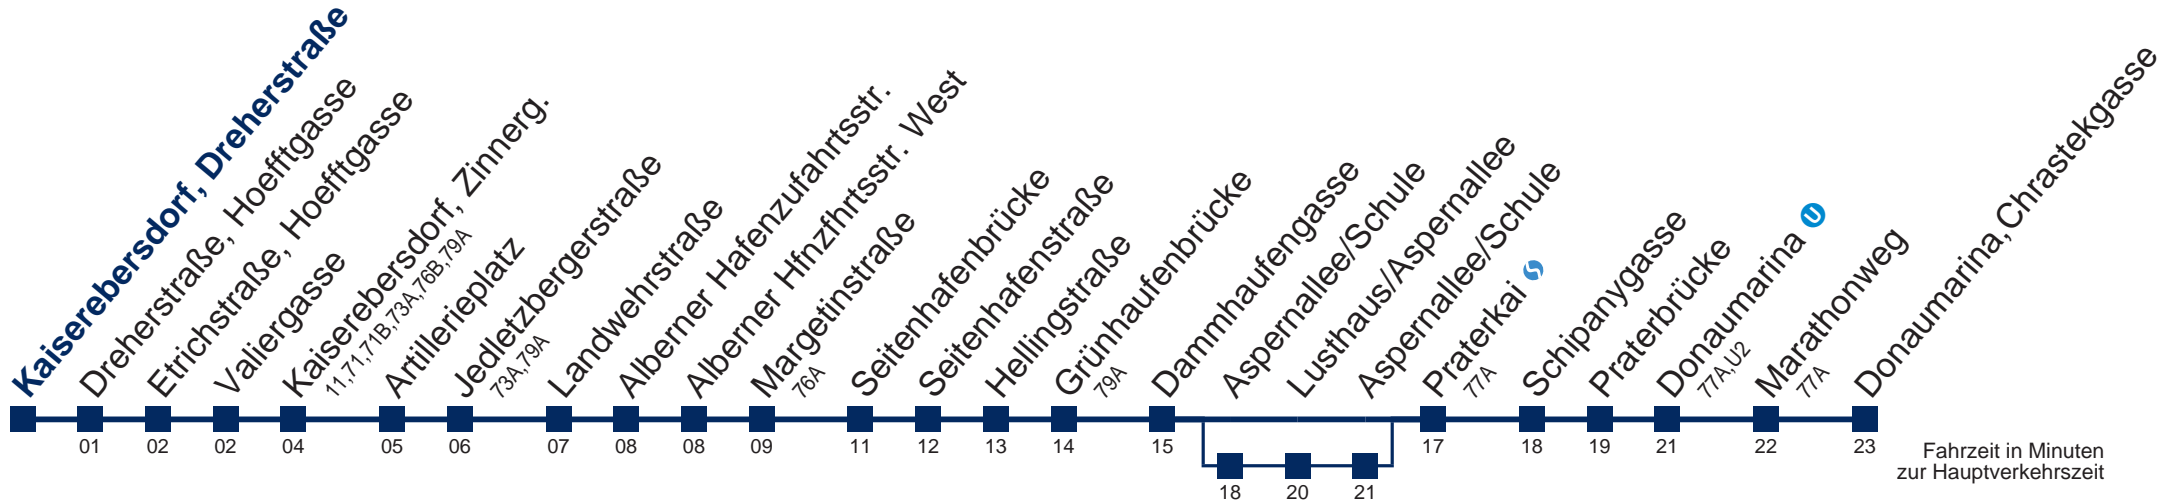 Kaiserebersdorf, Dreherstraße
Dreherstraße, Hoefftgasse
Etrichstraße, Hoefftgasse
Valiergasse
Kaiserebersdorf, Zinnerg.
11,71,71B,73A,76B,79A
Artillerieplatz
Jedletzbergerstraße
73A,79A
Landwehrstraße
Alberner Hafenzufahrtsstr.
Alberner Hfnzfhrtsstr. West
Margetinstraße
76A
Seitenhafenbrücke
Seitenhafenstraße
Hellingstraße
Grünhaufenbrücke
79A
Dammhaufengasse
Aspernallee/Schule
Lusthaus/Aspernallee
Aspernallee/Schule
Praterkai
77A
Schipanygasse
Praterbrücke
Donaumarina U
77A,U2
Marathonweg
77A
Donaumarina, Chrastekgasse
01 02 02 04 05 06 07 08 08 09 11 12 13 14 15 17 18 19 21 22 23
18 20 21
Fahrzeit in Minuten
zur Hauptverkehrszeit